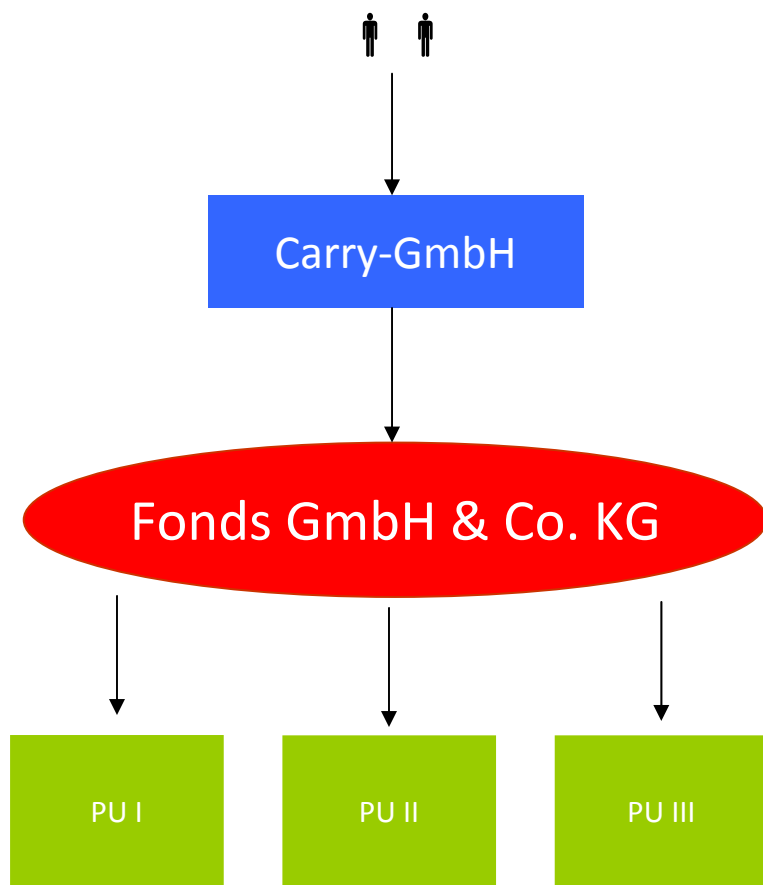 Carry-GmbH
Fonds GmbH & Co. KG
PU I
PU II
PU III